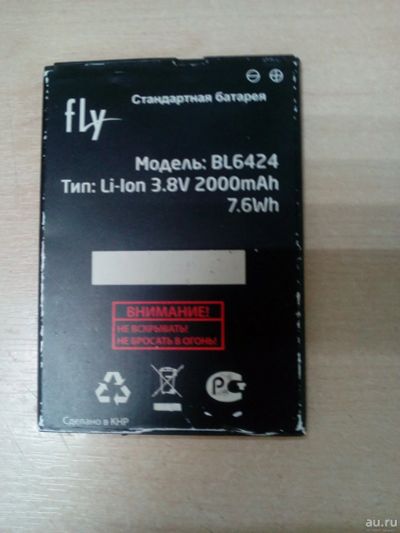 Стандартная батарея
fly
Модель: BL6424
Тип: Li-Ion 3.8V 2000mAh
7.6Wh
ВНИМАНИЕ!
НЕ ВСКРЫВАТЬ!
НЕ БРОСАТЬ В ОГОНЬ!
Сделано в КНР
au.ru